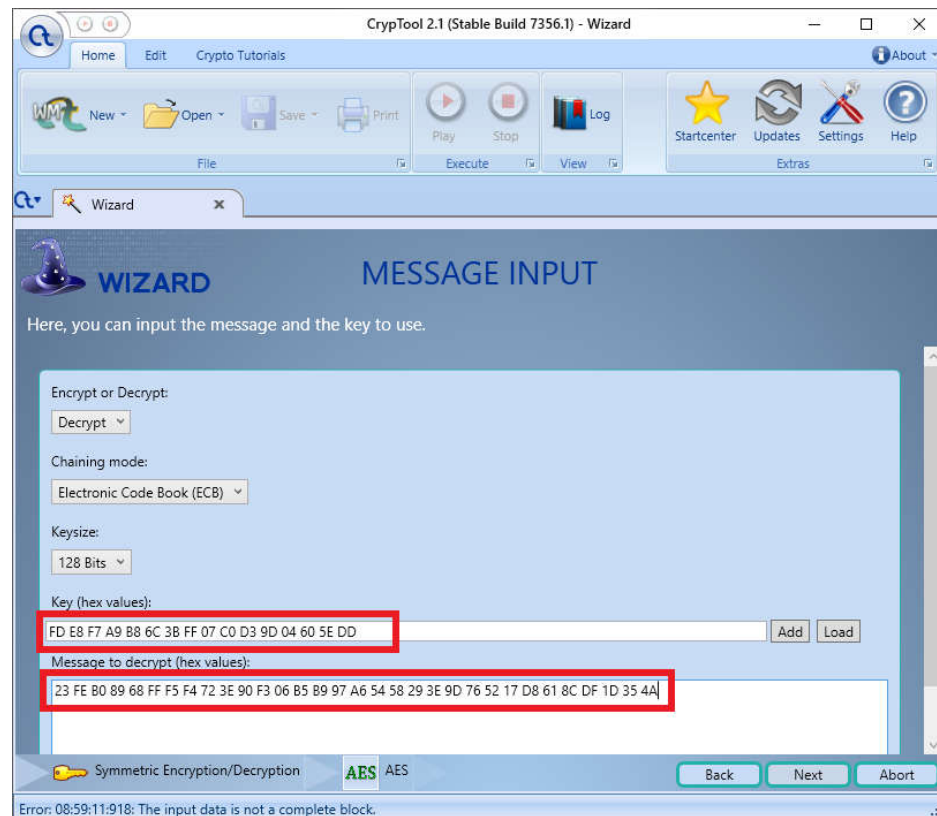 CrypTool 2.1 (Stable Build 7356.1) - Wizard
Home Edit Crypto Tutorials About
New Open Save Print Play Stop Log Startcenter Updates Settings Help
File Execute View Extras
Wizard
WIZARD MESSAGE INPUT
Here, you can input the message and the key to use.
Encrypt or Decrypt:
Decrypt
Chaining mode:
Electronic Code Book (ECB)
Keysize:
128 Bits
Key (hex values):
FD E8 F7 A9 B8 6C 3B FF 07 C0 D3 9D 04 60 5E DD Add Load
Message to decrypt (hex values):
23 FE B0 89 68 FF F5 F4 72 3E 90 F3 06 B5 B9 97 A6 54 58 29 3E 9D 76 52 17 D8 61 8C DF 1D 35 4A
Symmetric Encryption/Decryption AES AES Back Next Abort
Error: 08:59:11:918: The input data is not a complete block.